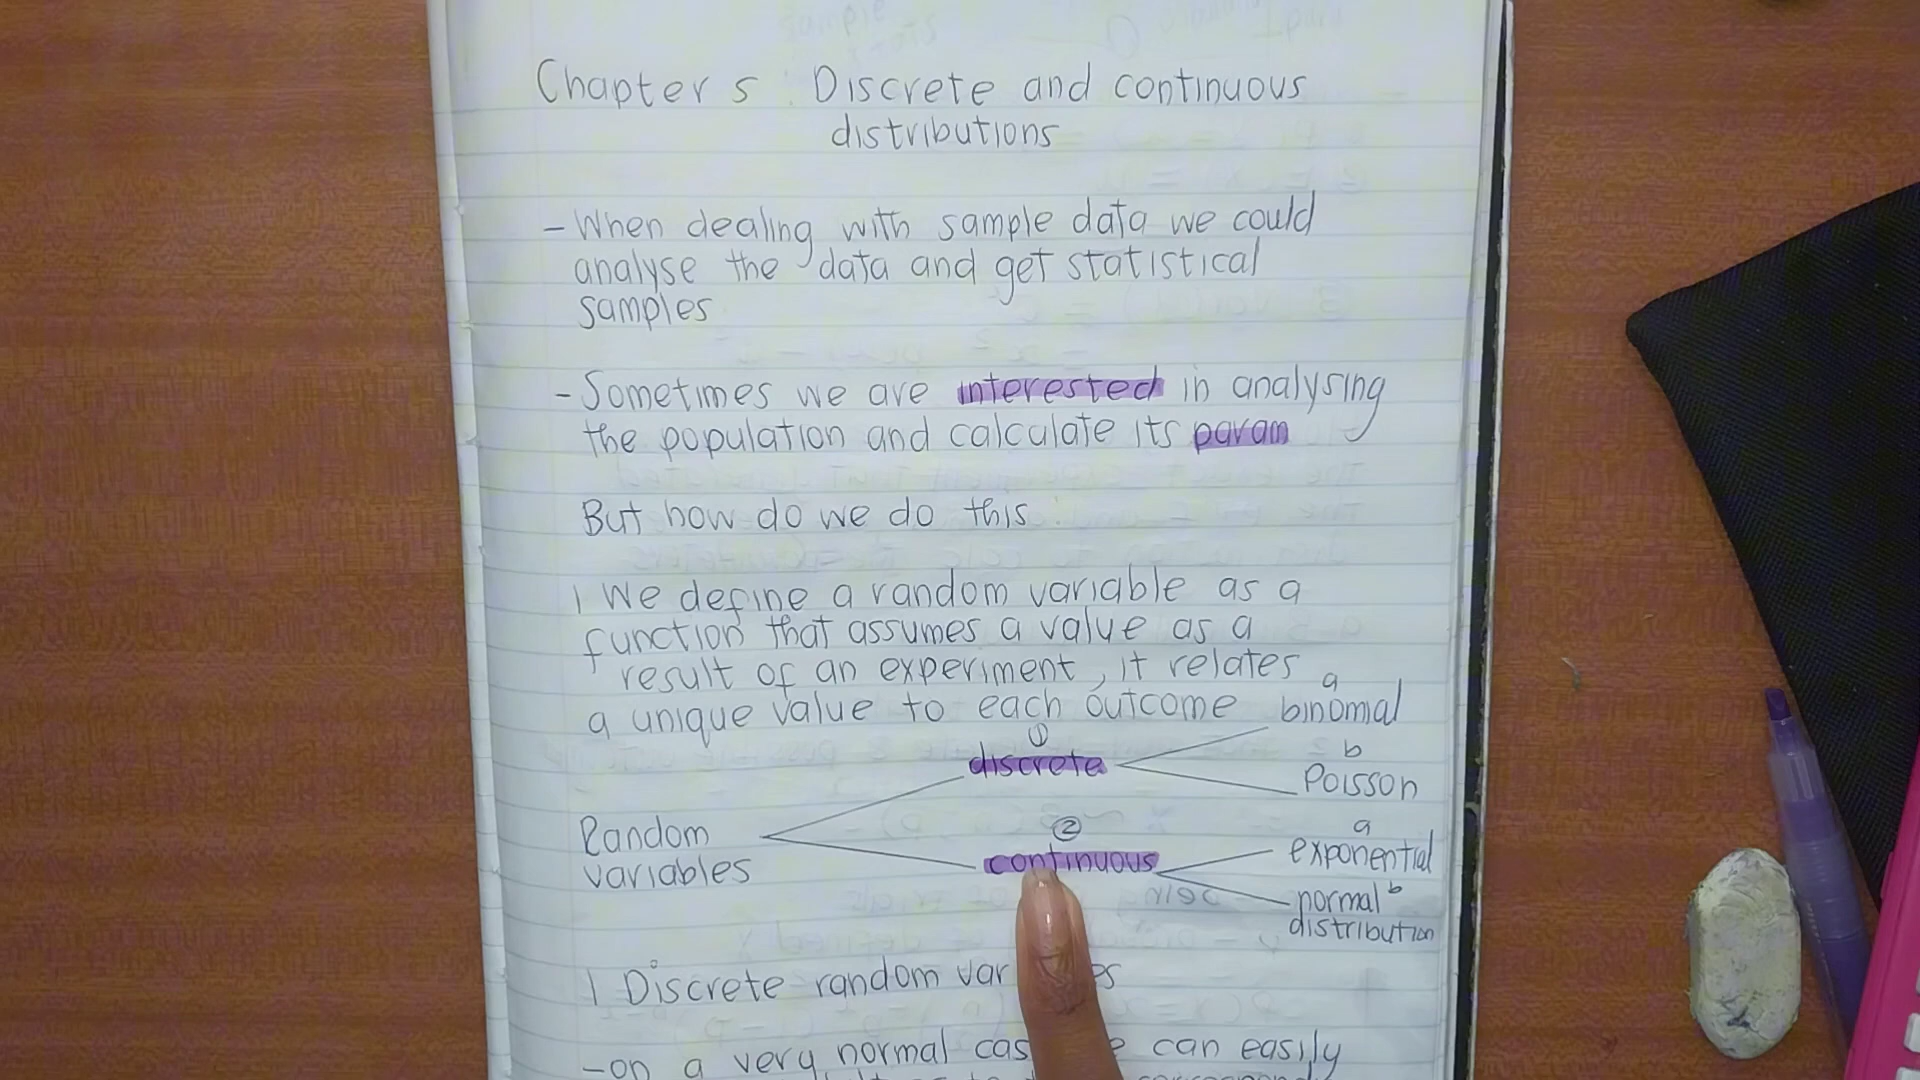 Chapter 5 : Discrete and continuous
distributions
- When dealing with sample data we could
analyse the data and get statistical
samples
- Sometimes we are interested in analysing
the population and calculate its param
But how do we do this
1 We define a random variable as a
function that assumes a value as a
result of an experiment, it relates
a unique value to each outcome
①
discrete
a
binomial
b
Poisson
Random
variables
②
continuous
a
exponential
normal b
distribution
1 Discrete random
- on a very normal can easily